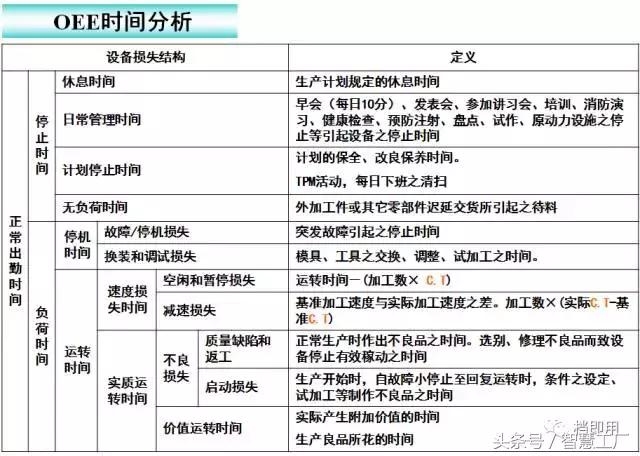 OEE时间分析
设备损失结构
定义
正常出勤时间
停止时间
休息时间
生产计划规定的休息时间
日常管理时间
早会（每日10分）、发表会、参加讲习会、培训、消防演
习、健康检查、预防注射、盘点、试作、原动力设施之停
止等引起设备之停止时间
计划停止时间
计划的保全、改良保养时间。
TPM活动，每日下班之清扫
无负荷时间
外加工件或其它零部件迟延交货所引起之待料
负荷时间
停机时间
故障/停机损失
突发故障引起之停止时间
换装和调试损失
模具、工具之交换、调整、试加工之时间。
运转时间
速度损失时间
空闲和暂停损失
运转时间—(加工数× C.T)
减速损失
基准加工速度与实际加工速度之差。加工数×(实际C.T-基
准C.T)
实质运转时间
不良损失
质量缺陷和
返工
正常生产时作出不良品之时间。选别、修理不良品而致设
备停止有效稼动之时间
启动损失
生产开始时，自故障小停止至回复运转时，条件之设定、
试加工等制作不良品之时间
价值运转时间
实际产生附加价值的时间
生产良品所花的时间
档即用
头条号／智慧工厂